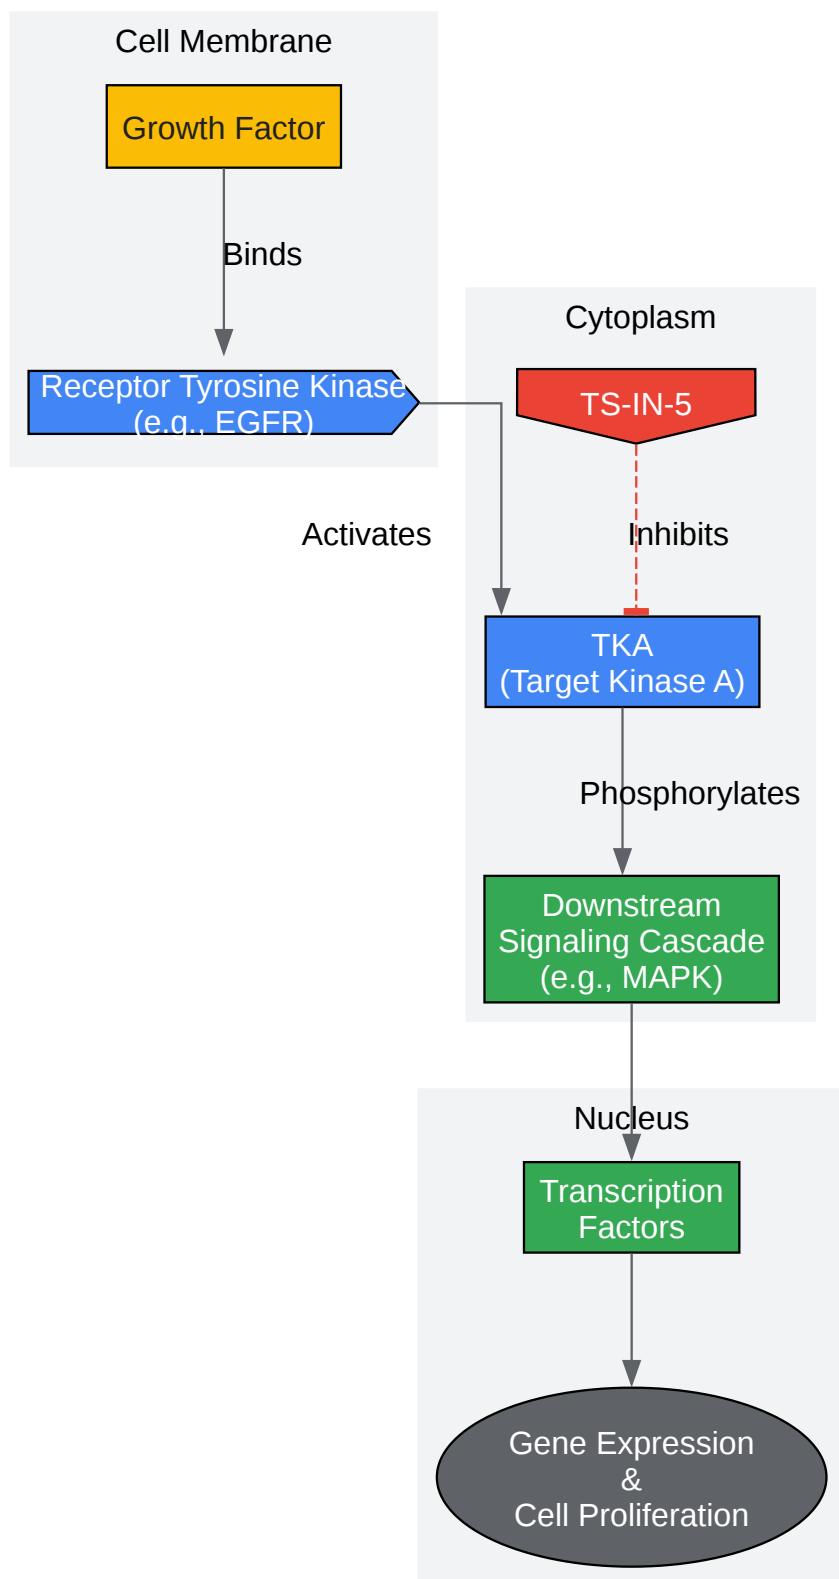 Cell Membrane
Growth Factor
Binds
Receptor Tyrosine Kinase
(e.g., EGFR)
Cytoplasm
TS-IN-5
Activates
Inhibits
TKA
(Target Kinase A)
Phosphorylates
Downstream
Signaling Cascade
(e.g., MAPK)
Nucleus
Transcription
Factors
Gene Expression
&
Cell Proliferation